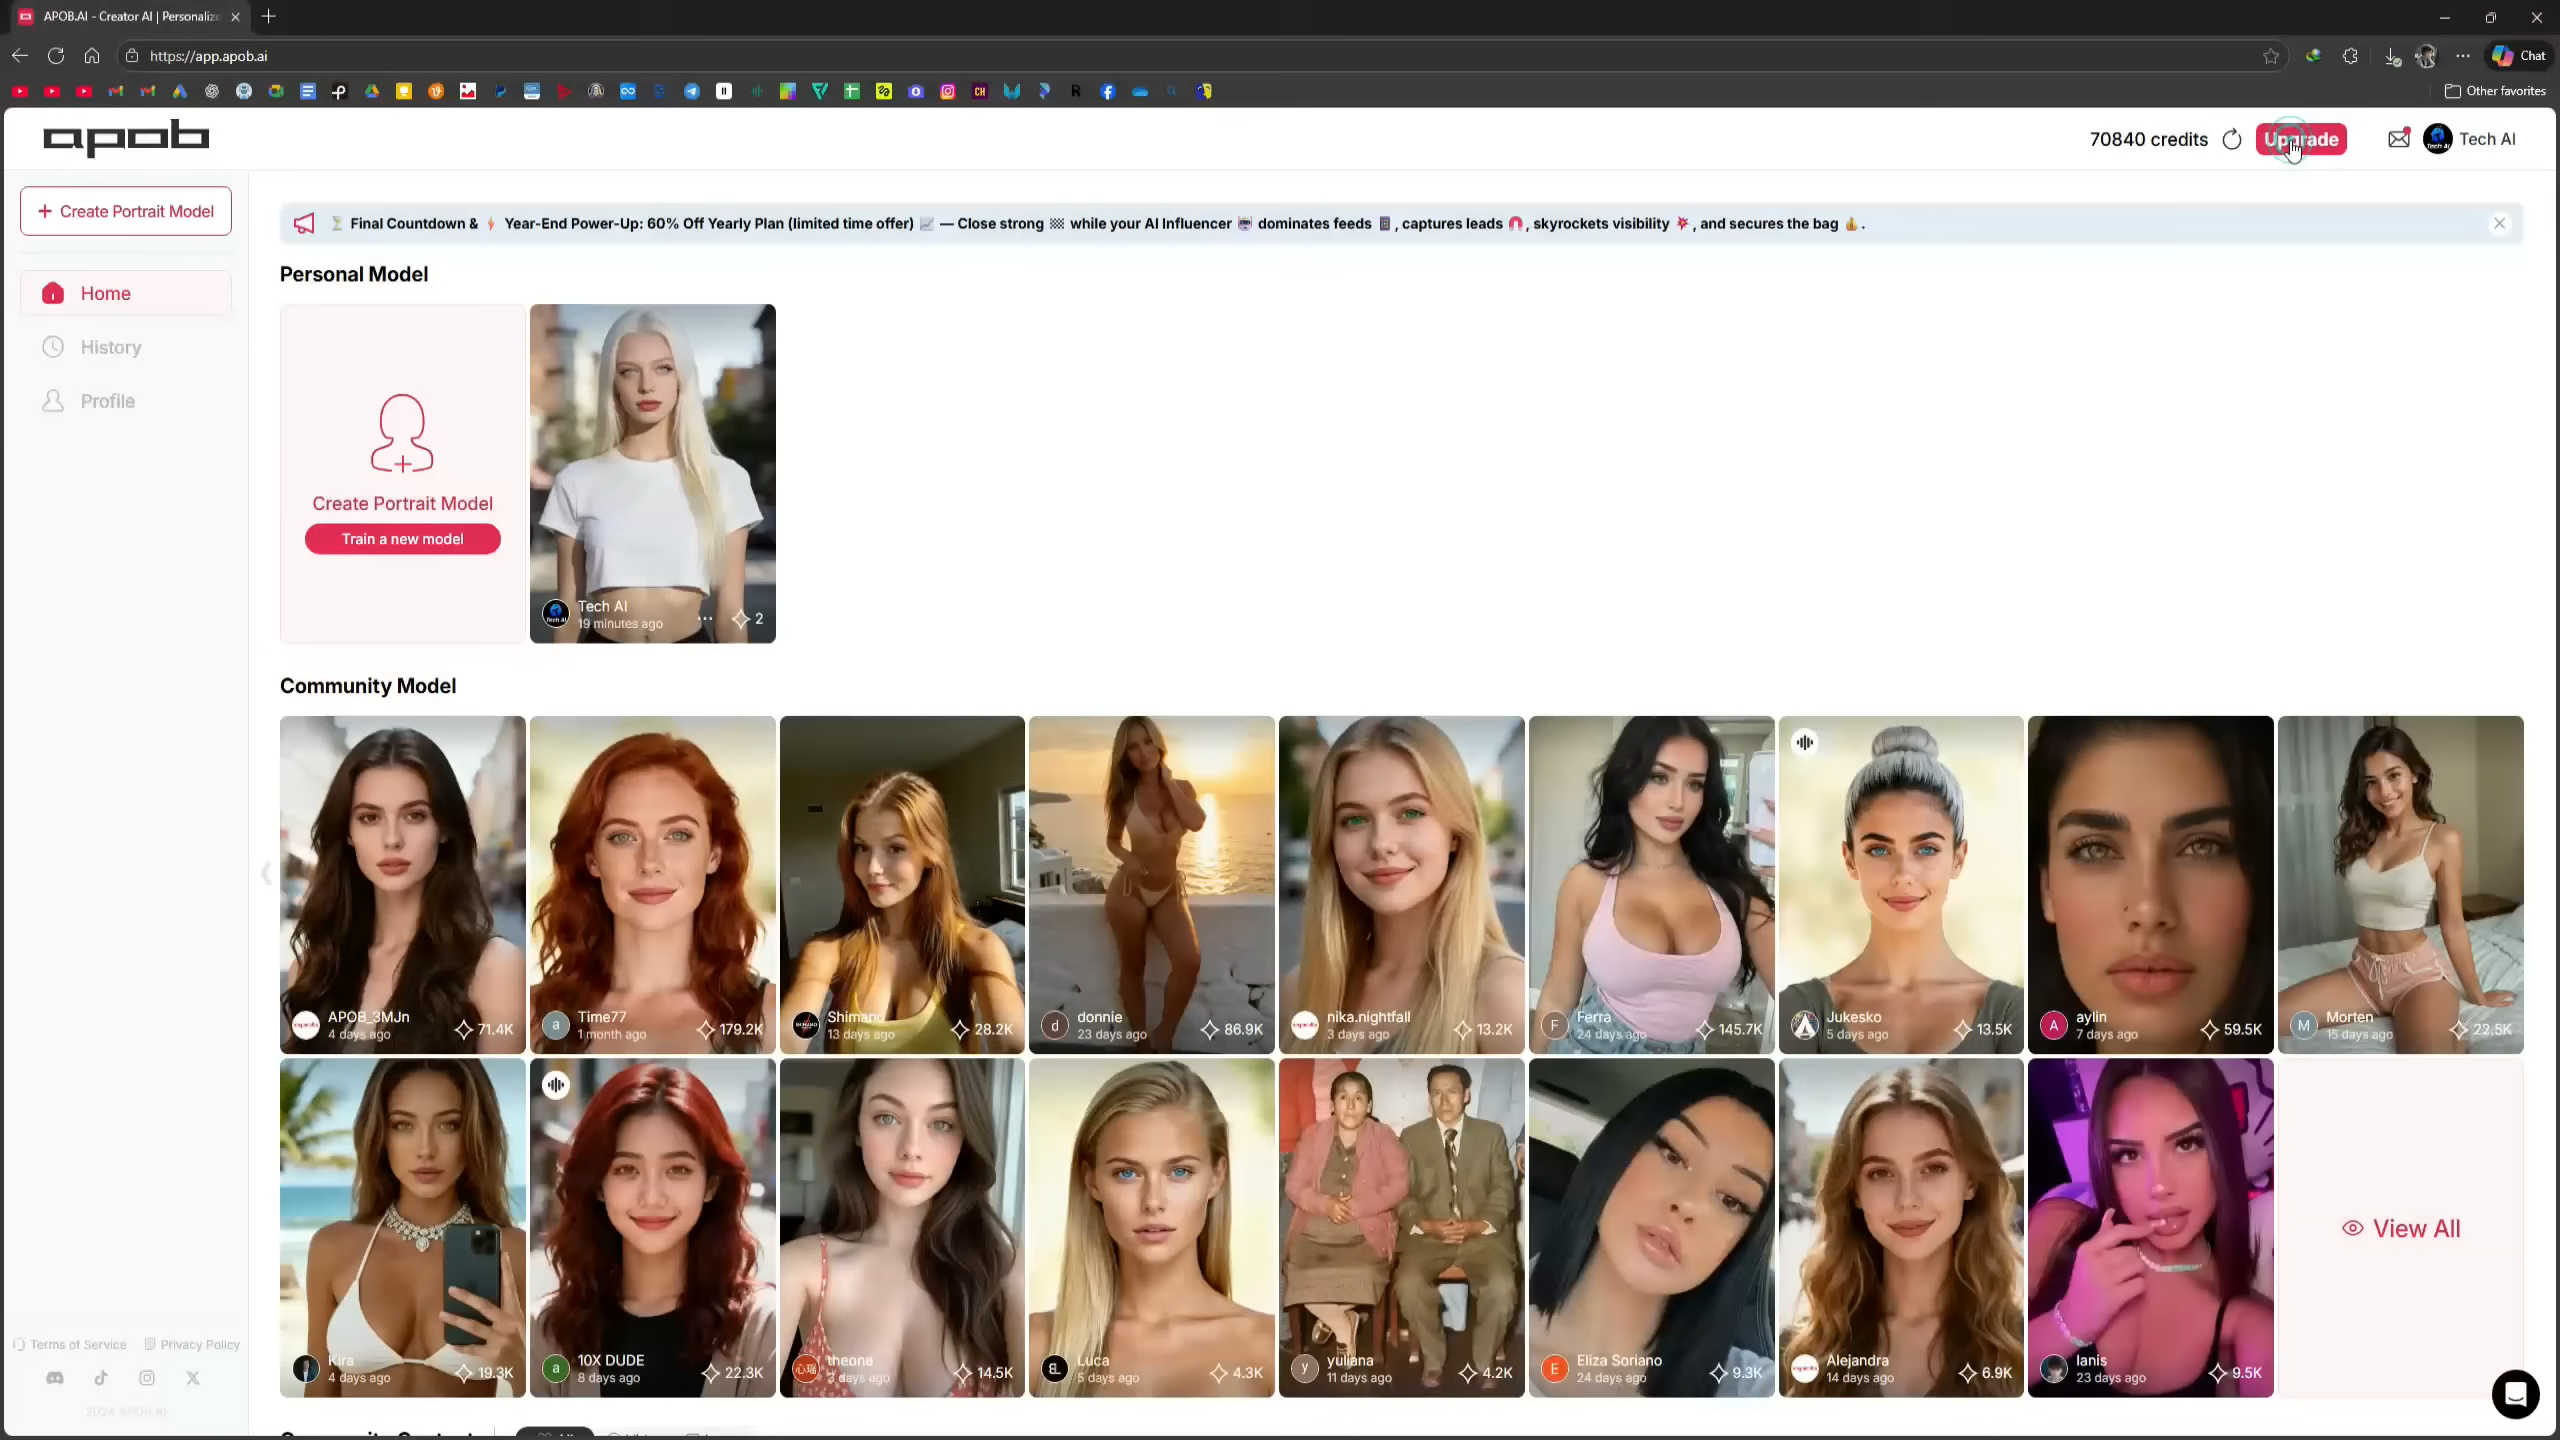 APOB.AI - Creator AI | Personalize
https://app.apob.ai
Chat
Other favorites
apob
70840 credits
Upgrade
Tech AI
+ Create Portrait Model
Final Countdown & Year-End Power-Up: 60% Off Yearly Plan (limited time offer) — Close strong while your AI Influencer dominates feeds , captures leads , skyrockets visibility , and secures the bag .
Home
History
Profile
Personal Model
Create Portrait Model
Train a new model
Tech AI
19 minutes ago
2
Community Model
APOB_3MJn
4 days ago
71.4K
Time77
1 month ago
179.2K
Shimano
13 days ago
28.2K
donnie
23 days ago
86.9K
nika.nightfall
3 days ago
13.2K
Ferra
24 days ago
145.7K
Jukesko
5 days ago
13.5K
aylin
7 days ago
59.5K
Morten
15 days ago
22.5K
Kira
4 days ago
19.3K
10X DUDE
8 days ago
22.3K
theone
3 days ago
14.5K
Luca
5 days ago
4.3K
yuliana
11 days ago
4.2K
Eliza Soriano
24 days ago
9.3K
Alejandra
14 days ago
6.9K
lanis
23 days ago
9.5K
View All
Terms of Service
Privacy Policy